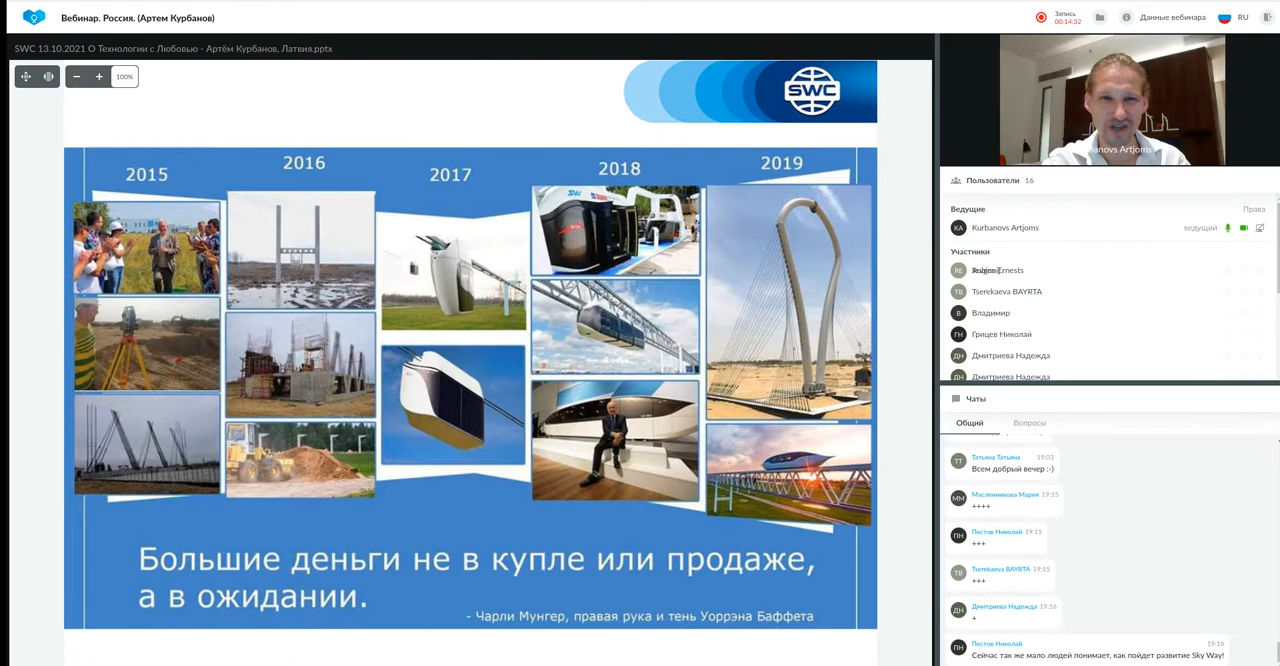 Вебинар. Россия. (Артем Курбанов)
Запись
00:14:32
Данные вебинара
RU
SWC 13.10.2021 О Технологии с Любовью - Артём Курбанов, Латвия.pptx
100%
SWC
2015
2016
2017
2018
2019
Большие деньги не в купле или продаже,
а в ожидании.
- Чарли Мунгер, правая рука и тень Уоррэна Баффета
Artjoms
Пользователи 16
Ведущие
Права
KA
Kurbanovs Artjoms
ведущий
Участники
RE
Ernests
TB
Tserekaeva BAYRTA
В
Владимир
ГН
Грицев Николай
ДН
Дмитриева Надежда
ДН
Дмитриева Надежда
Чаты
Общий
Вопросы
ТТ
Татьяна Татьяна 19:03
Всем добрый вечер ;-)
ММ
Масленникова Мария 19:15
++++
ПН
Пестов Николай 19:15
+++
TB
Tserekaeva BAYRTA 19:15
+++
ДН
Дмитриева Надежда 19:16
+
ПН
Пестов Николай 19:16
Сейчас так же мало людей понимает, как пойдет развитие Sky Way!